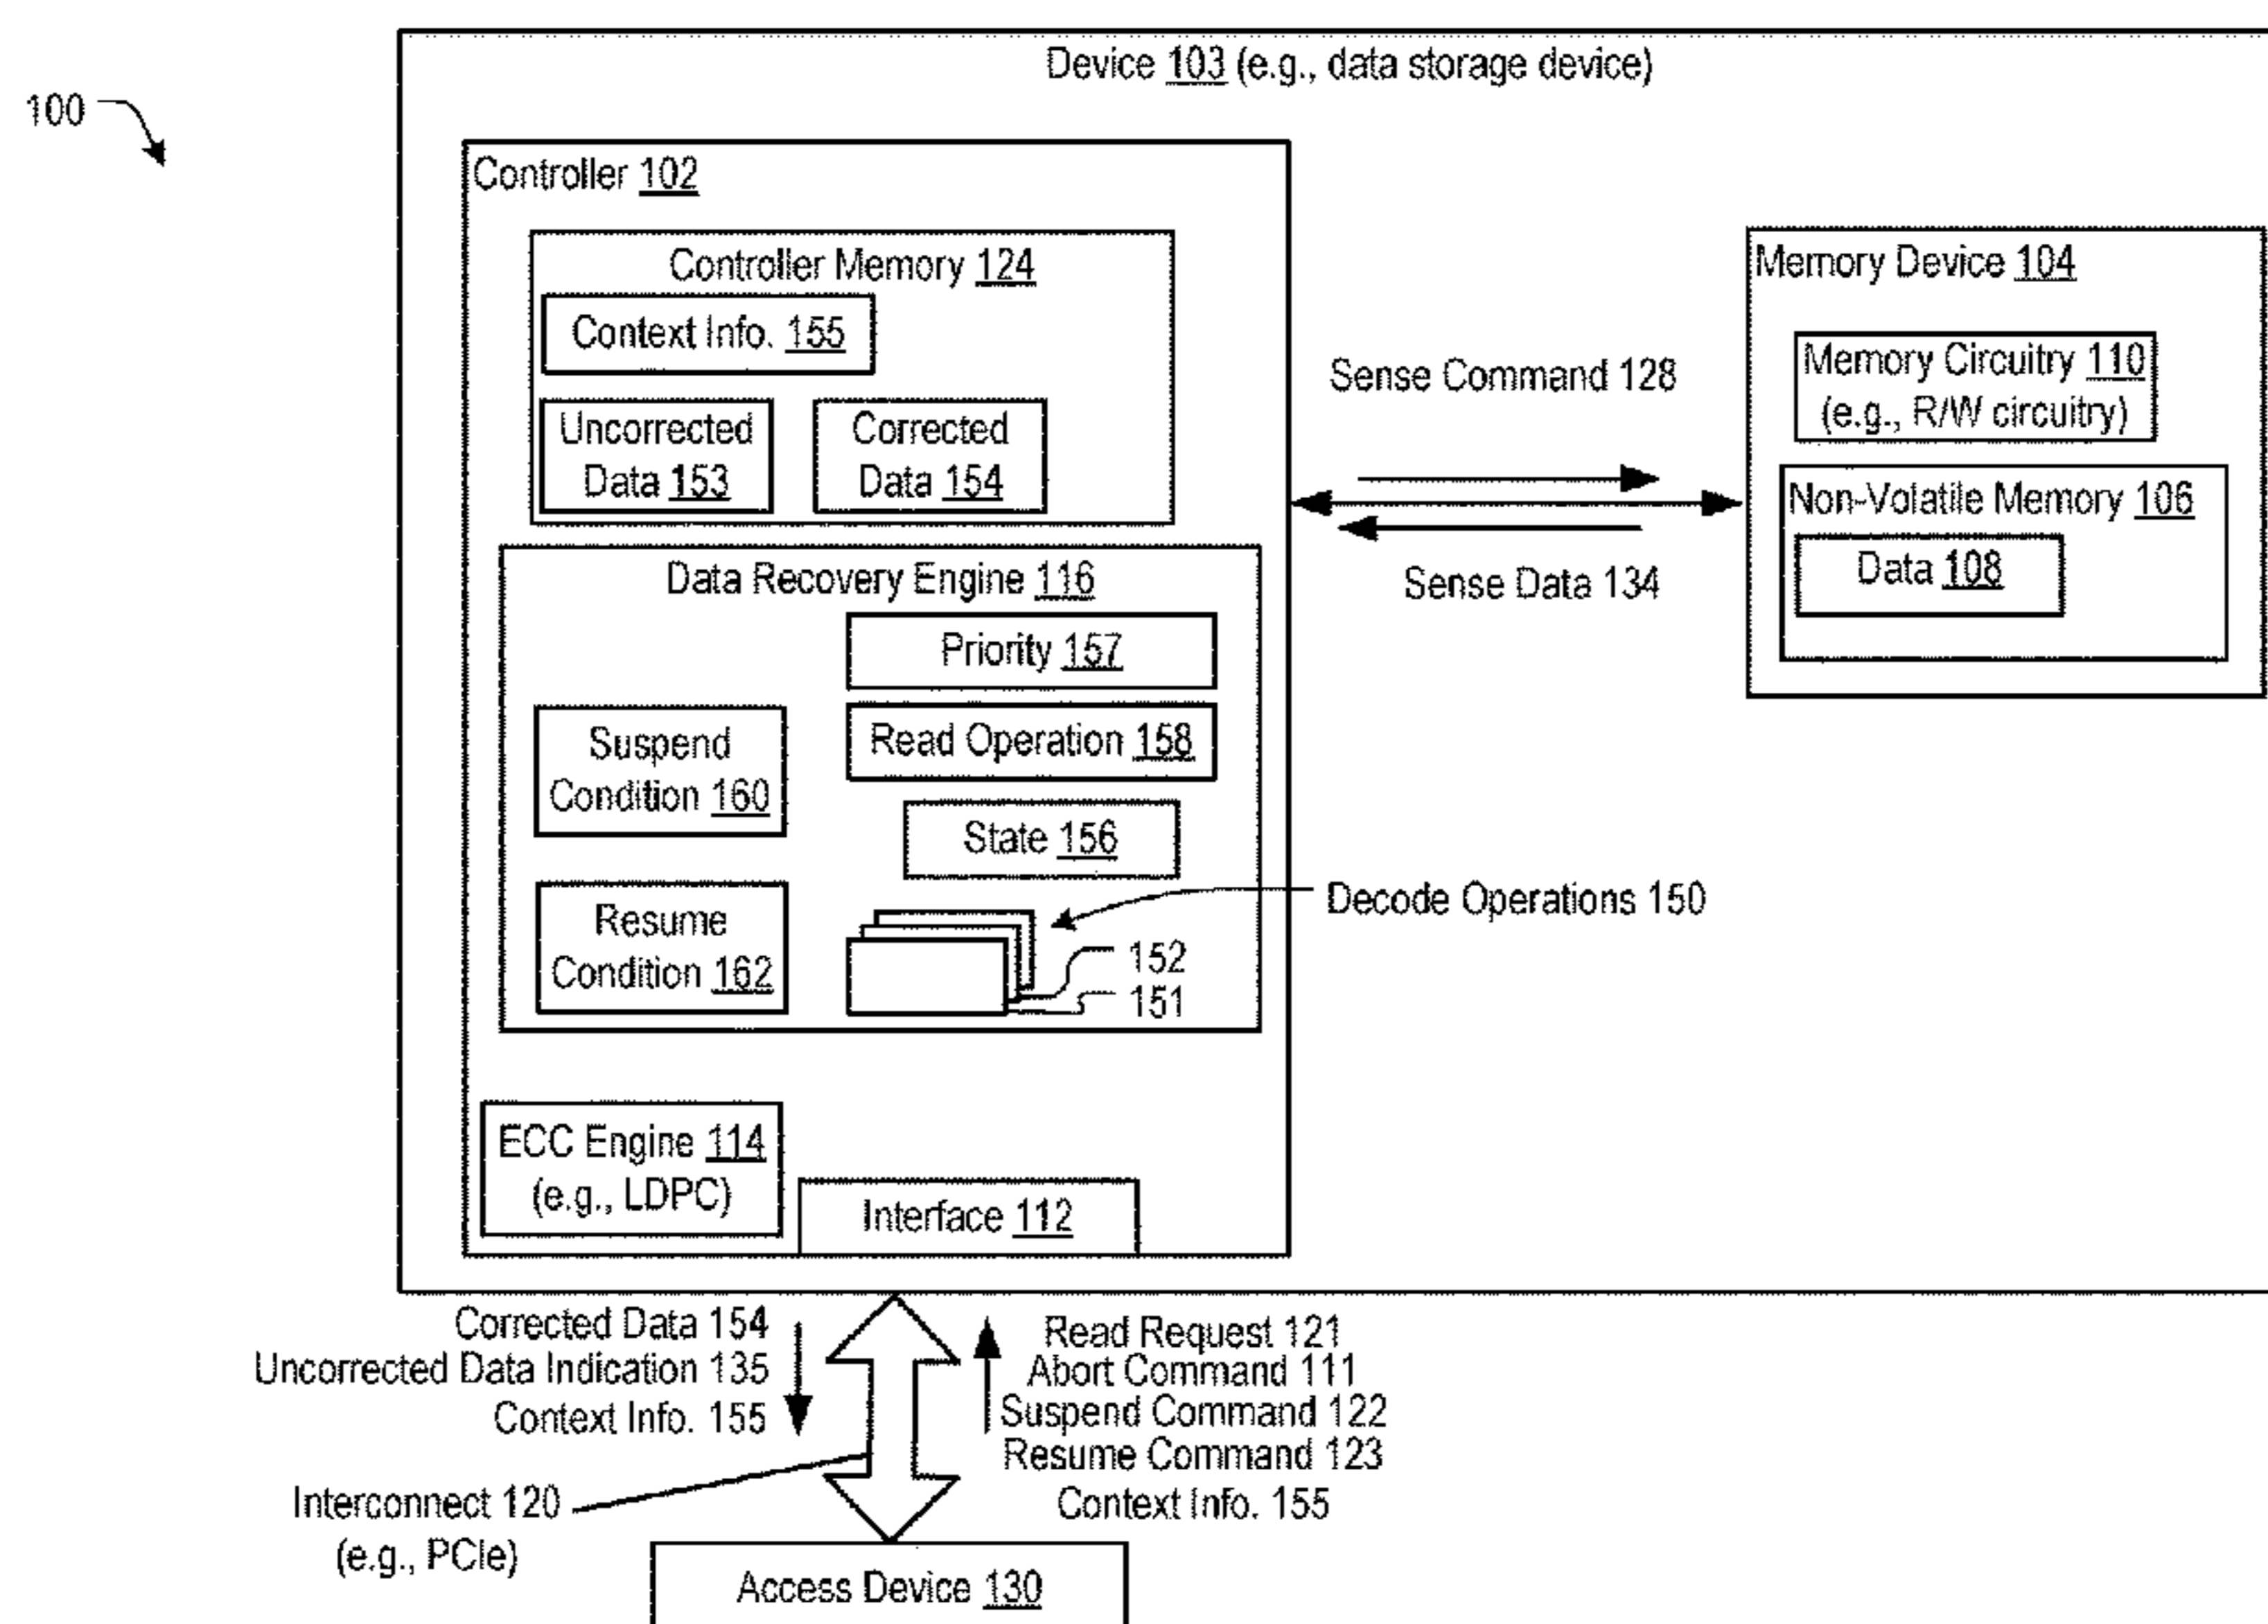 100
Device 103 (e.g., data storage device)
Controller 102
Controller Memory 124
Context Info. 155
Uncorrected
Data 153
Corrected
Data 154
Sense Command 128
Sense Data 134
Memory Device 104
Memory Circuitry 110
(e.g., R/W circuitry)
Non-Volatile Memory 106
Data 108
Data Recovery Engine 116
Priority 157
Suspend
Condition 160
Read Operation 158
State 156
Resume
Condition 162
Decode Operations 150
152
151
ECC Engine 114
(e.g., LDPC)
Interface 112
Corrected Data 154
Uncorrected Data Indication 135
Context Info. 155
Read Request 121
Abort Command 111
Suspend Command 122
Resume Command 123
Context Info. 155
Interconnect 120
(e.g., PCIe)
Access Device 130